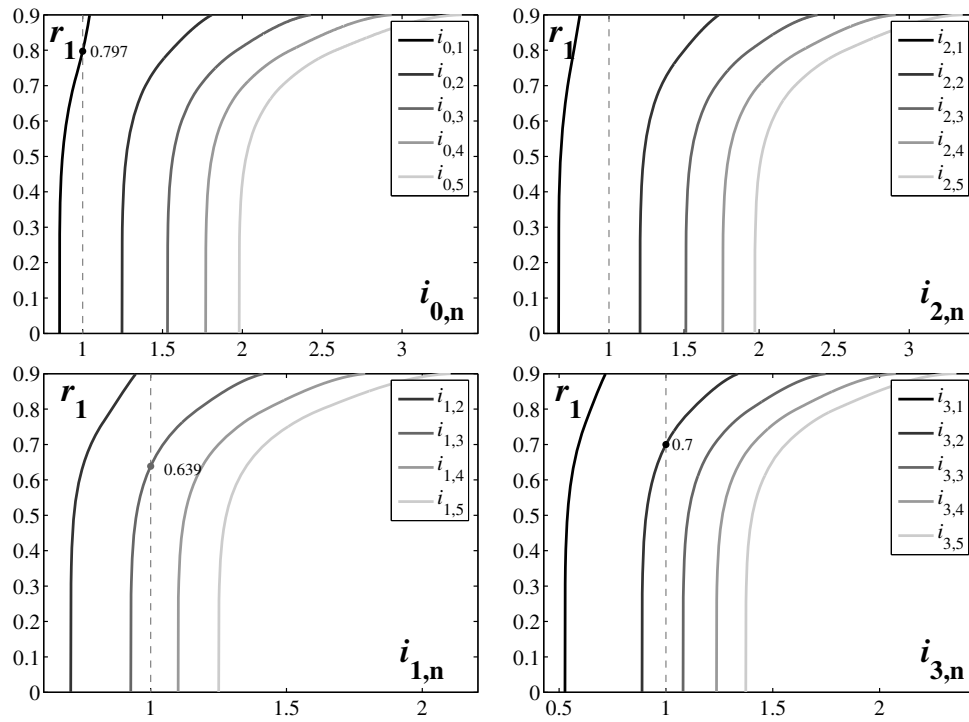 0.9
0.8
0.7
0.6
0.5
0.4
0.3
0.2
0.1
0
r1
0.797
i0,1
i0,2
i0,3
i0,4
i0,5
i0,n
1
1.5
2
2.5
3
0.9
0.8
0.7
0.6
0.5
0.4
0.3
0.2
0.1
0
r1
i2,1
i2,2
i2,3
i2,4
i2,5
i2,n
1
1.5
2
2.5
3
0.9
0.8
0.7
0.6
0.5
0.4
0.3
0.2
0.1
0
r1
0.639
i1,2
i1,3
i1,4
i1,5
i1,n
1
1.5
2
0.9
0.8
0.7
0.6
0.5
0.4
0.3
0.2
0.1
0
r1
0.7
i3,1
i3,2
i3,3
i3,4
i3,5
i3,n
0.5
1
1.5
2